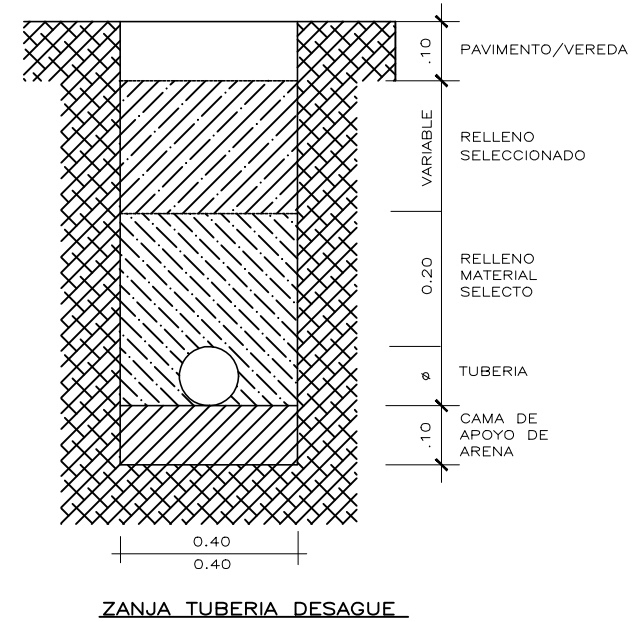 .10
PAVIMENTO/VEREDA
VARIABLE
RELLENO
SELECCIONADO
0.20
RELLENO
MATERIAL
SELECTO
ø
TUBERIA
.10
CAMA DE
APOYO DE
ARENA
0.40
0.40
ZANJA TUBERIA DESAGUE